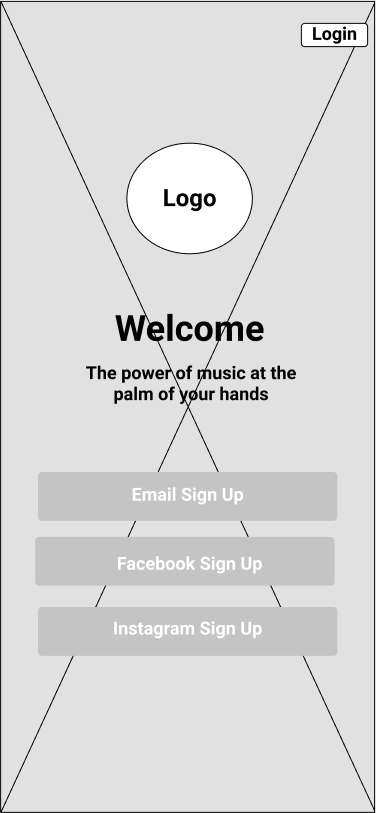 Login
Logo
Welcome
The power of music at the
palm of your hands
Email Sign Up
Facebook Sign Up
Instagram Sign Up